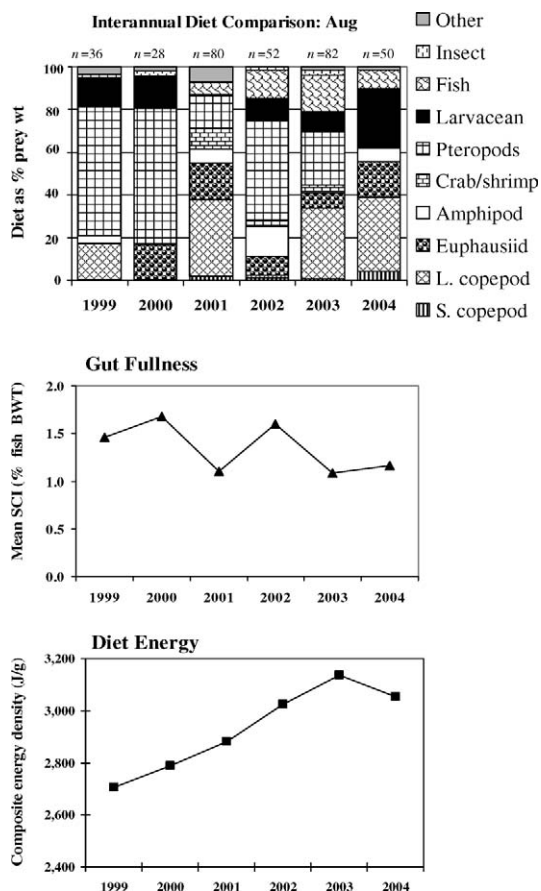 Interannual Diet Comparison: Aug
n=36 n=28 n=80 n=52 n=82 n=50
Diet as % prey wt
100
80
60
40
20
0
1999 2000 2001 2002 2003 2004
Other
Insect
Fish
Larvacean
Pteropods
Crab/shrimp
Amphipod
Euphausiid
L. copepod
S. copepod
Gut Fullness
Mean SCI (% fish BWT)
2.0
1.5
1.0
0.5
0.0
1999 2000 2001 2002 2003 2004
Diet Energy
Composite energy density (J/g)
3,200
3,000
2,800
2,600
2,400
1999 2000 2001 2002 2003 2004